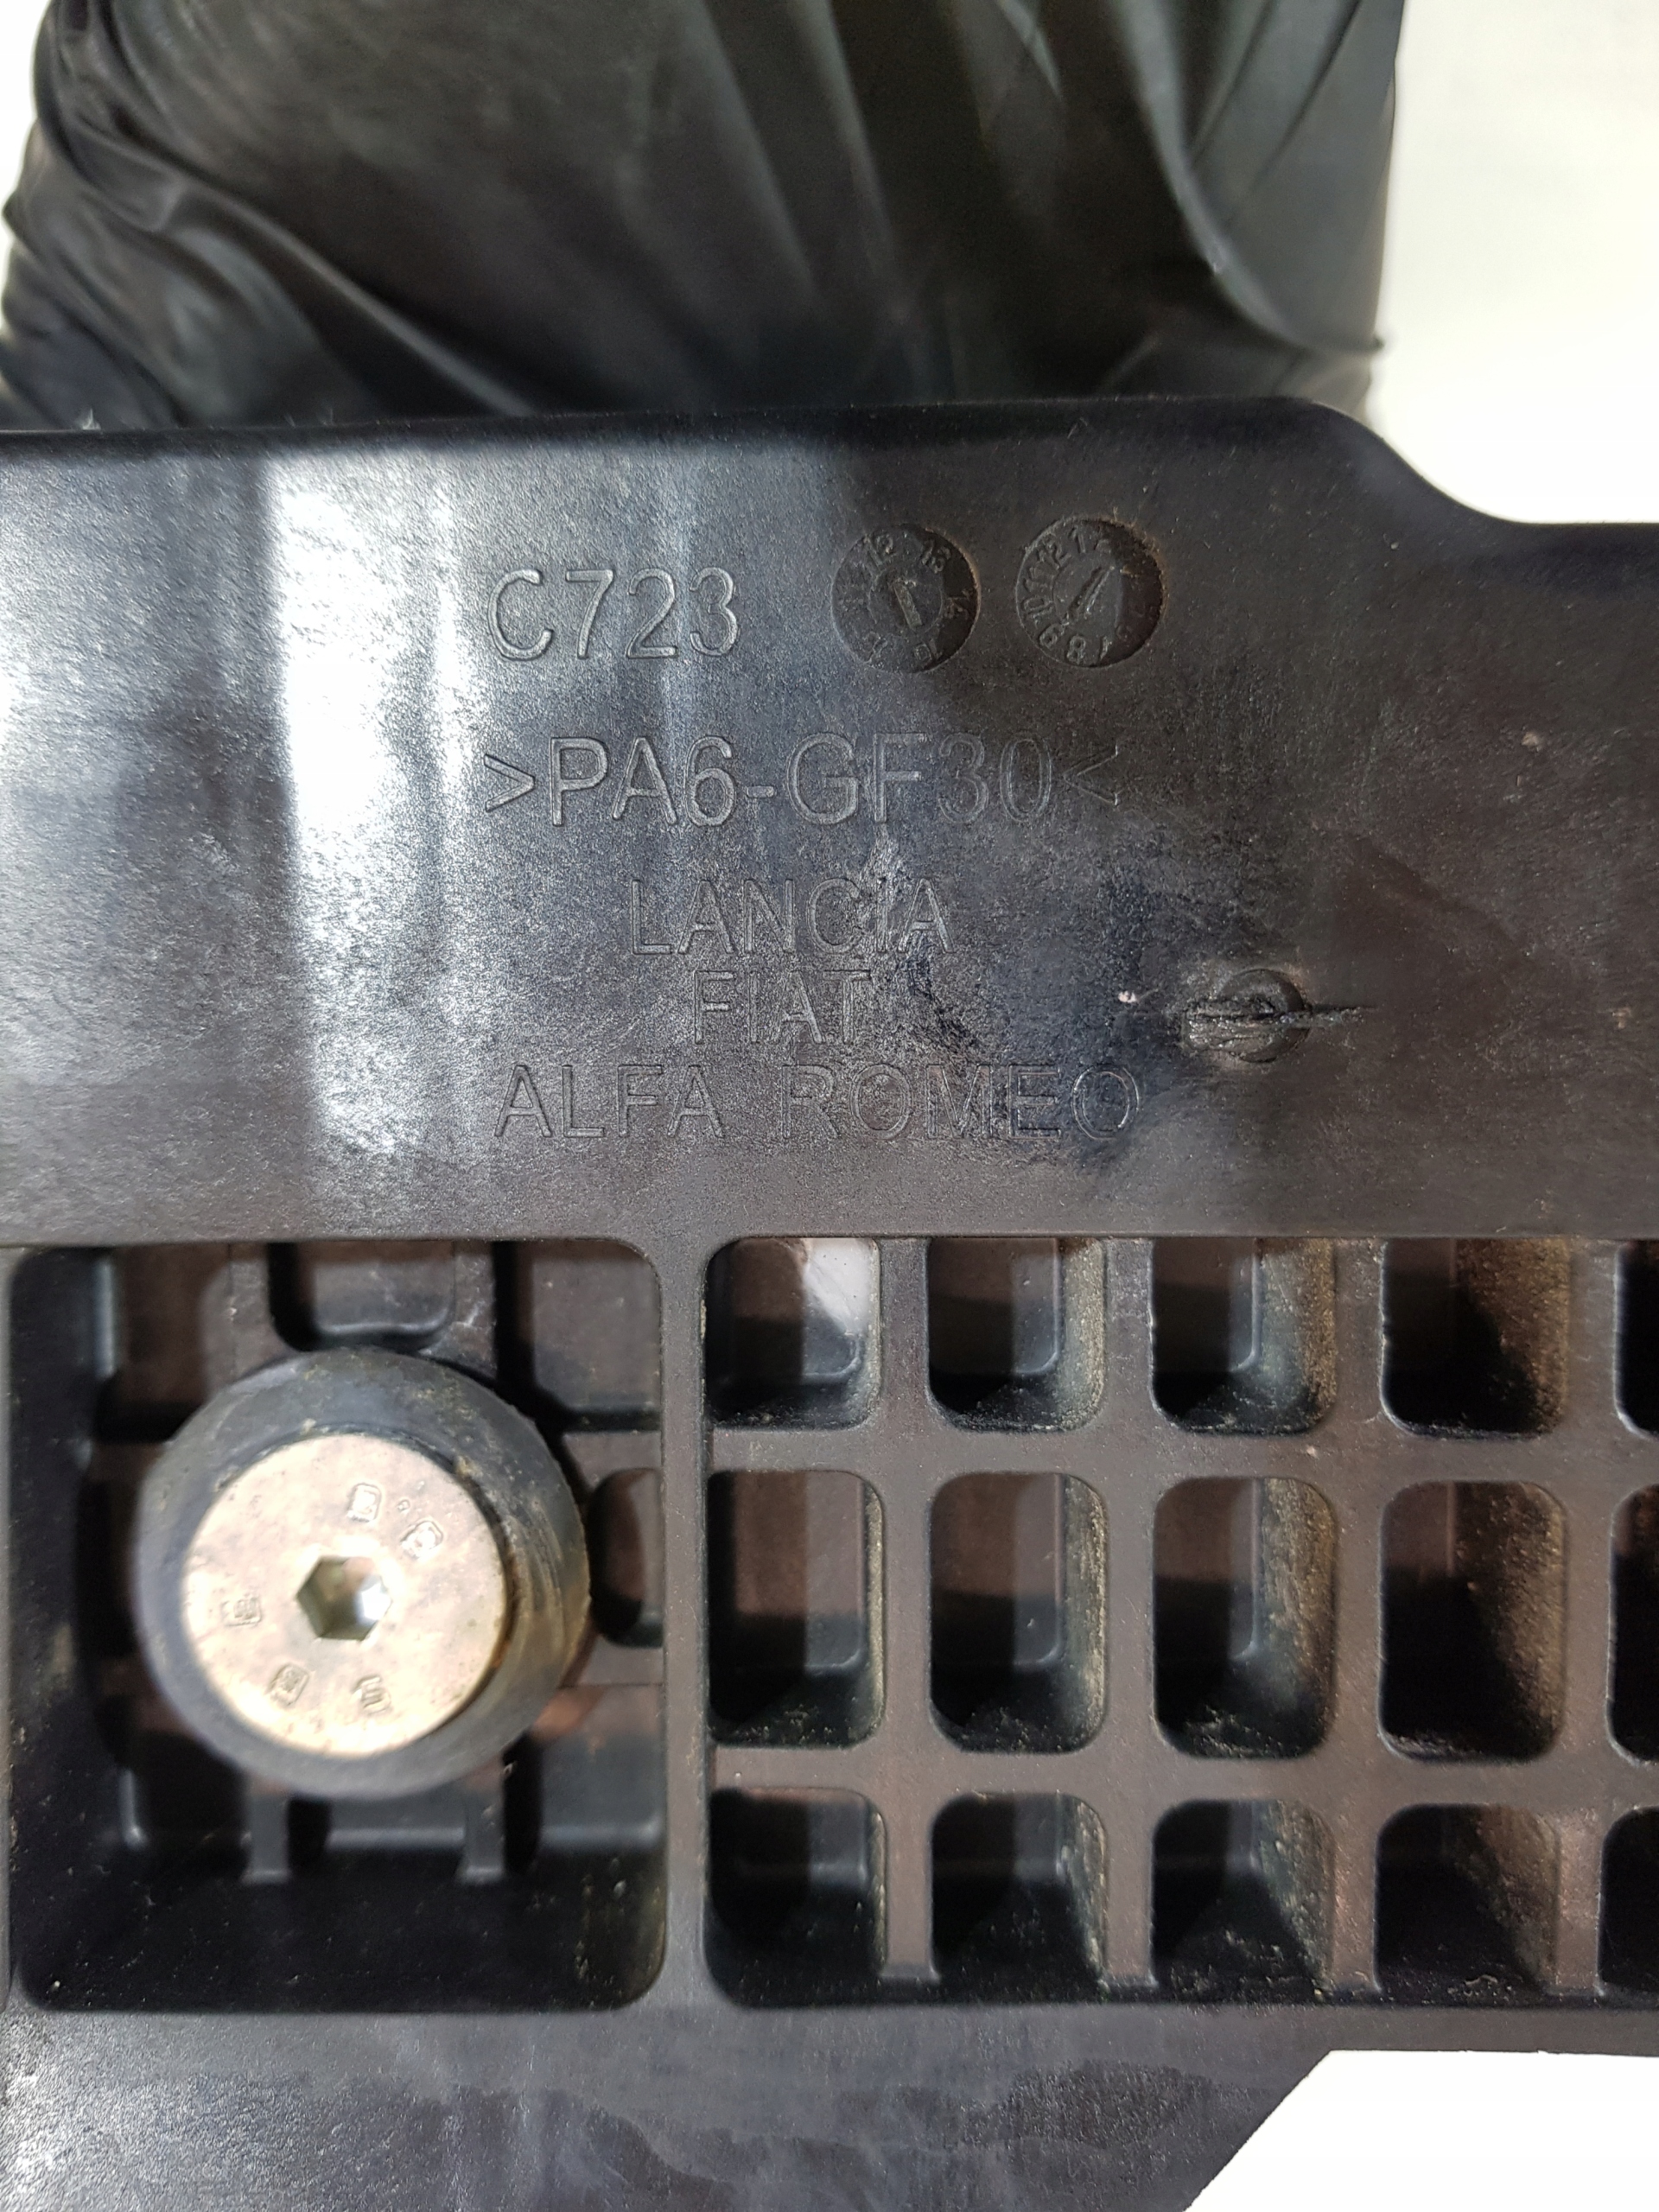 C723
>PA6-GF30<
LANCIA
FIAT
ALFA ROMEO